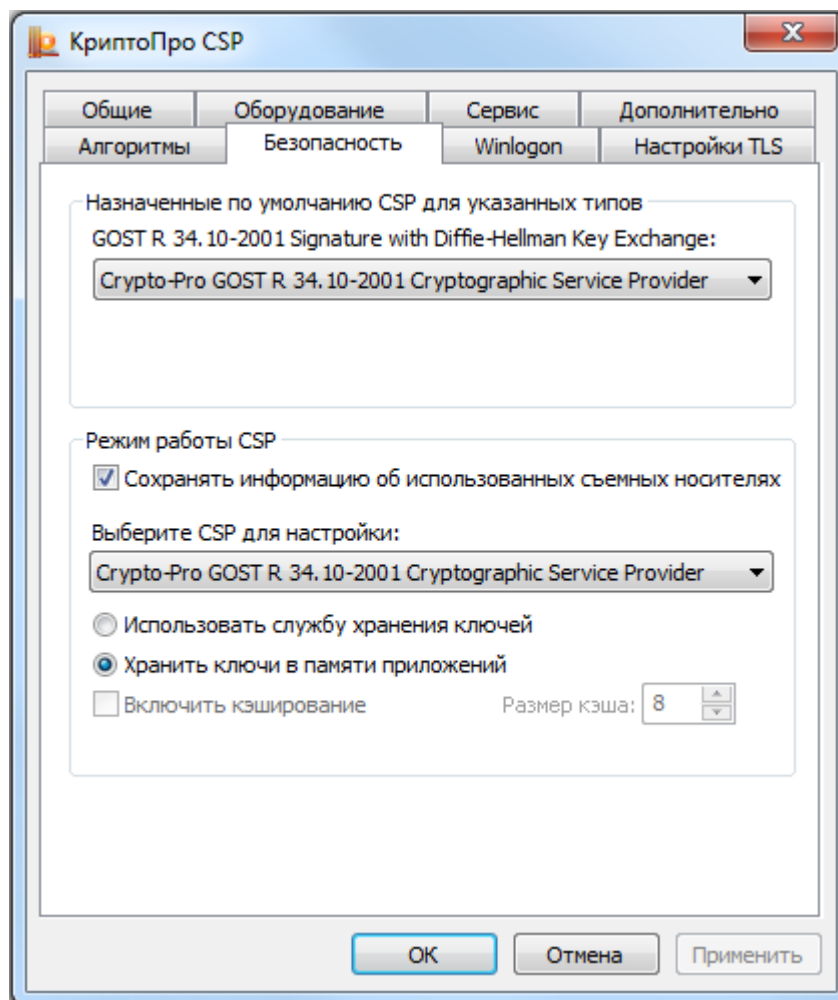 КриптоПро CSP
Общие Оборудование Сервис Дополнительно
Алгоритмы Безопасность Winlogon Настройки TLS
Назначенные по умолчанию CSP для указанных типов
GOST R 34.10-2001 Signature with Diffie-Hellman Key Exchange:
Crypto-Pro GOST R 34.10-2001 Cryptographic Service Provider
Режим работы CSP
Сохранять информацию об использованных съемных носителях
Выберите CSP для настройки:
Crypto-Pro GOST R 34.10-2001 Cryptographic Service Provider
Использовать службу хранения ключей
Хранить ключи в памяти приложений
Включить кэширование Размер кэша: 8
ОК Отмена Применить